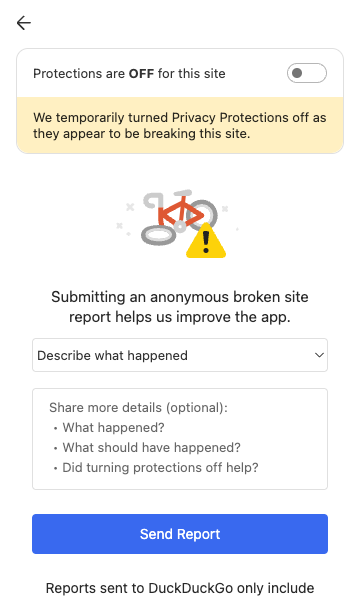 Protections are OFF for this site
We temporarily turned Privacy Protections off as
they appear to be breaking this site.
Submitting an anonymous broken site
report helps us improve the app.
Describe what happened
Share more details (optional):
• What happened?
• What should have happened?
• Did turning protections off help?
Send Report
Reports sent to DuckDuckGo only include